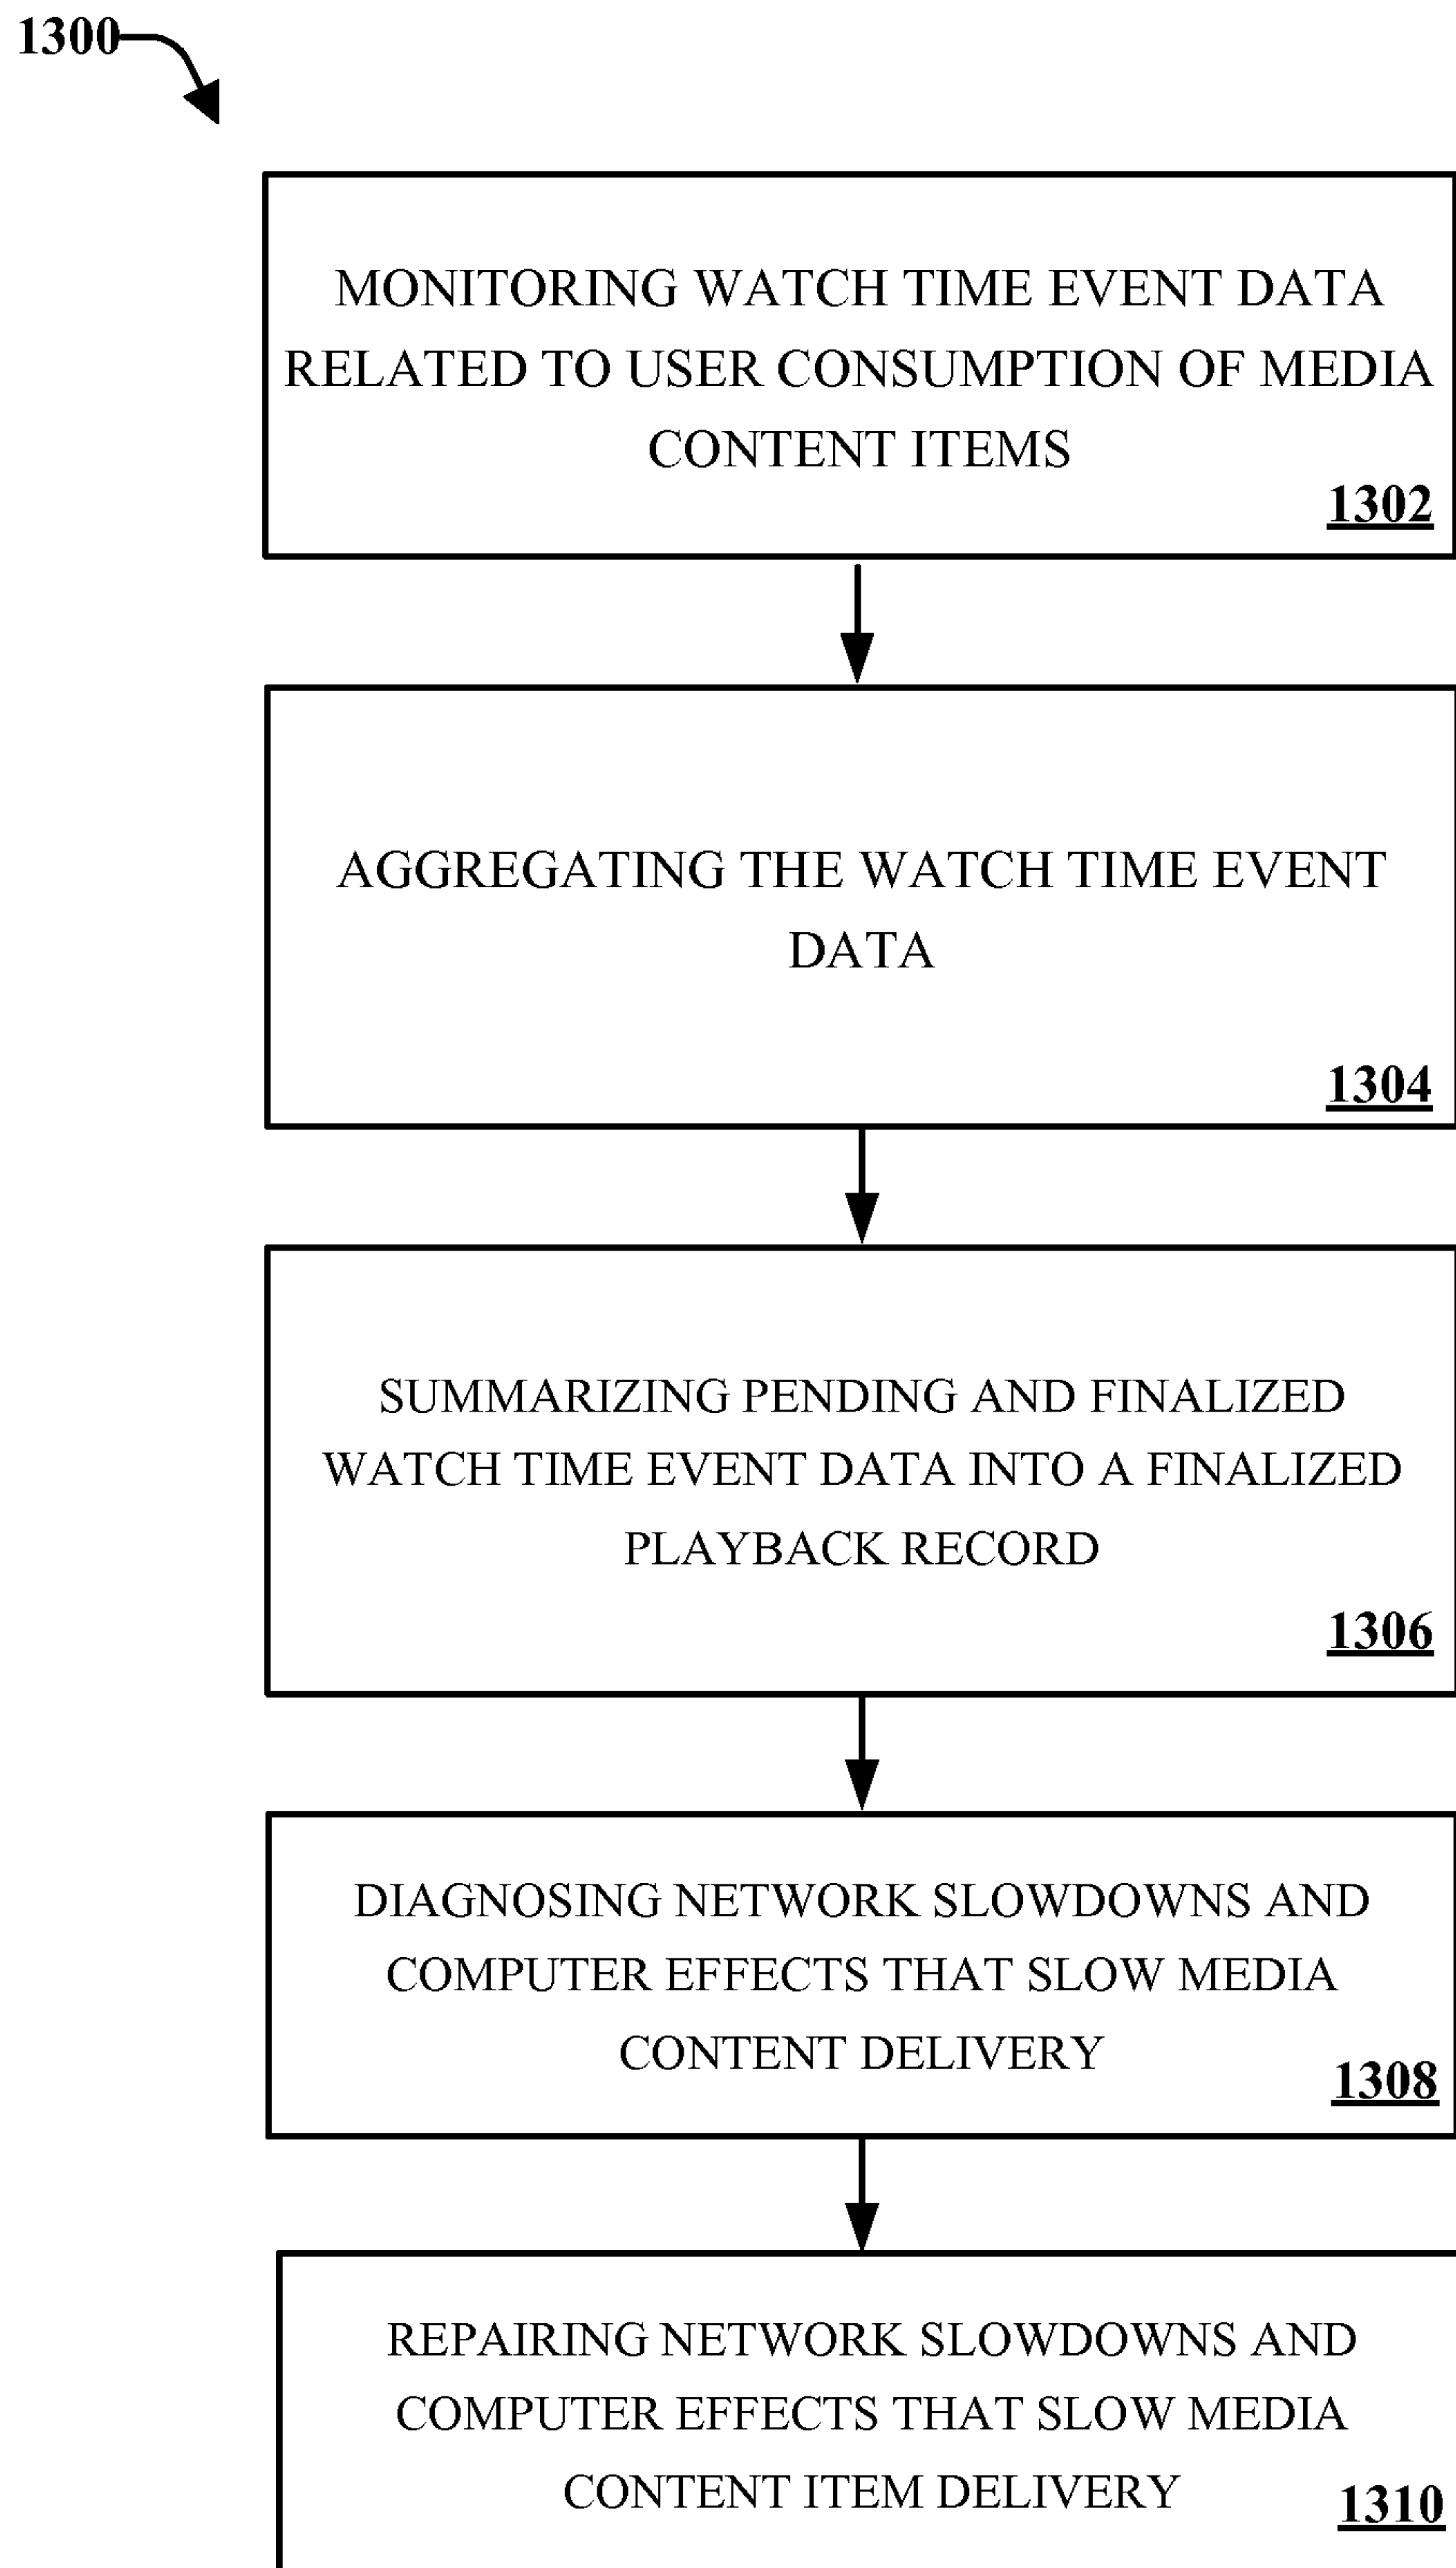 1300
MONITORING WATCH TIME EVENT DATA
RELATED TO USER CONSUMPTION OF MEDIA
CONTENT ITEMS
1302
AGGREGATING THE WATCH TIME EVENT
DATA
1304
SUMMARIZING PENDING AND FINALIZED
WATCH TIME EVENT DATA INTO A FINALIZED
PLAYBACK RECORD
1306
DIAGNOSING NETWORK SLOWDOWNS AND
COMPUTER EFFECTS THAT SLOW MEDIA
CONTENT DELIVERY
1308
REPAIRING NETWORK SLOWDOWNS AND
COMPUTER EFFECTS THAT SLOW MEDIA
CONTENT ITEM DELIVERY
1310